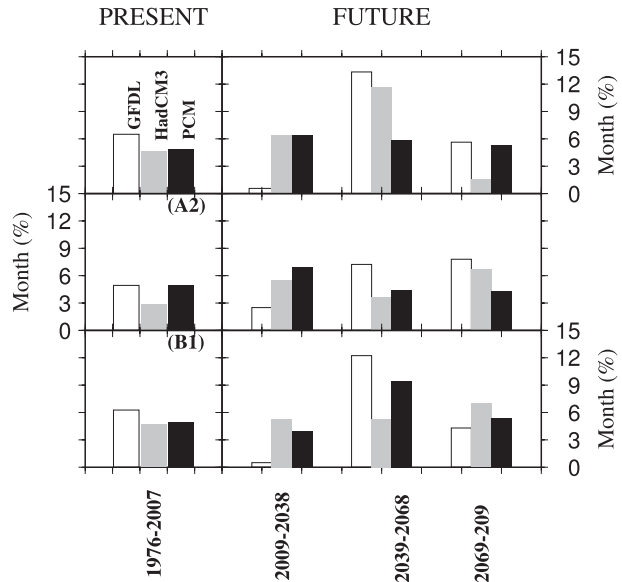 PRESENT FUTURE
15
12
9
6
3
0
Month (%)
GFDL
HadCM3
PCM
(A2)
15
12
9
6
3
0
Month (%)
(B1)
15
12
9
6
3
0
Month (%)
1976-2007
2009-2038
2039-2068
2069-209